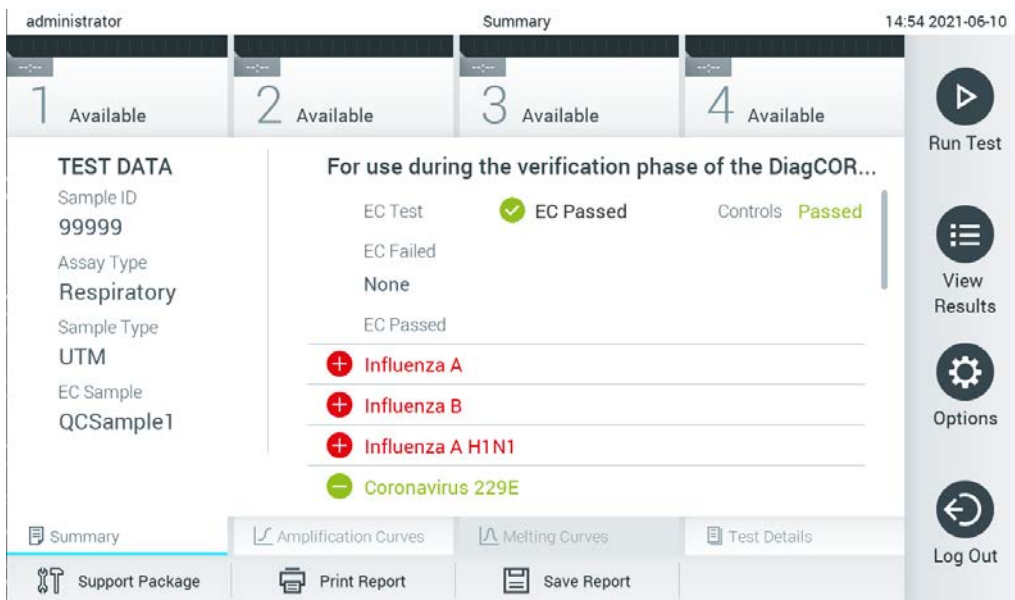 administrator
Summary
14:54 2021-06-10
--:--
--:--
--:--
--:--
1 Available
2 Available
3 Available
4 Available
Run Test
TEST DATA
Sample ID
99999
Assay Type
Respiratory
Sample Type
UTM
EC Sample
QCSample1
For use during the verification phase of the DiagCOR...
EC Test EC Passed Controls Passed
EC Failed
None
EC Passed
Influenza A
Influenza B
Influenza A H1N1
Coronavirus 229E
View
Results
Options
Log Out
Summary
Amplification Curves
Melting Curves
Test Details
Support Package
Print Report
Save Report